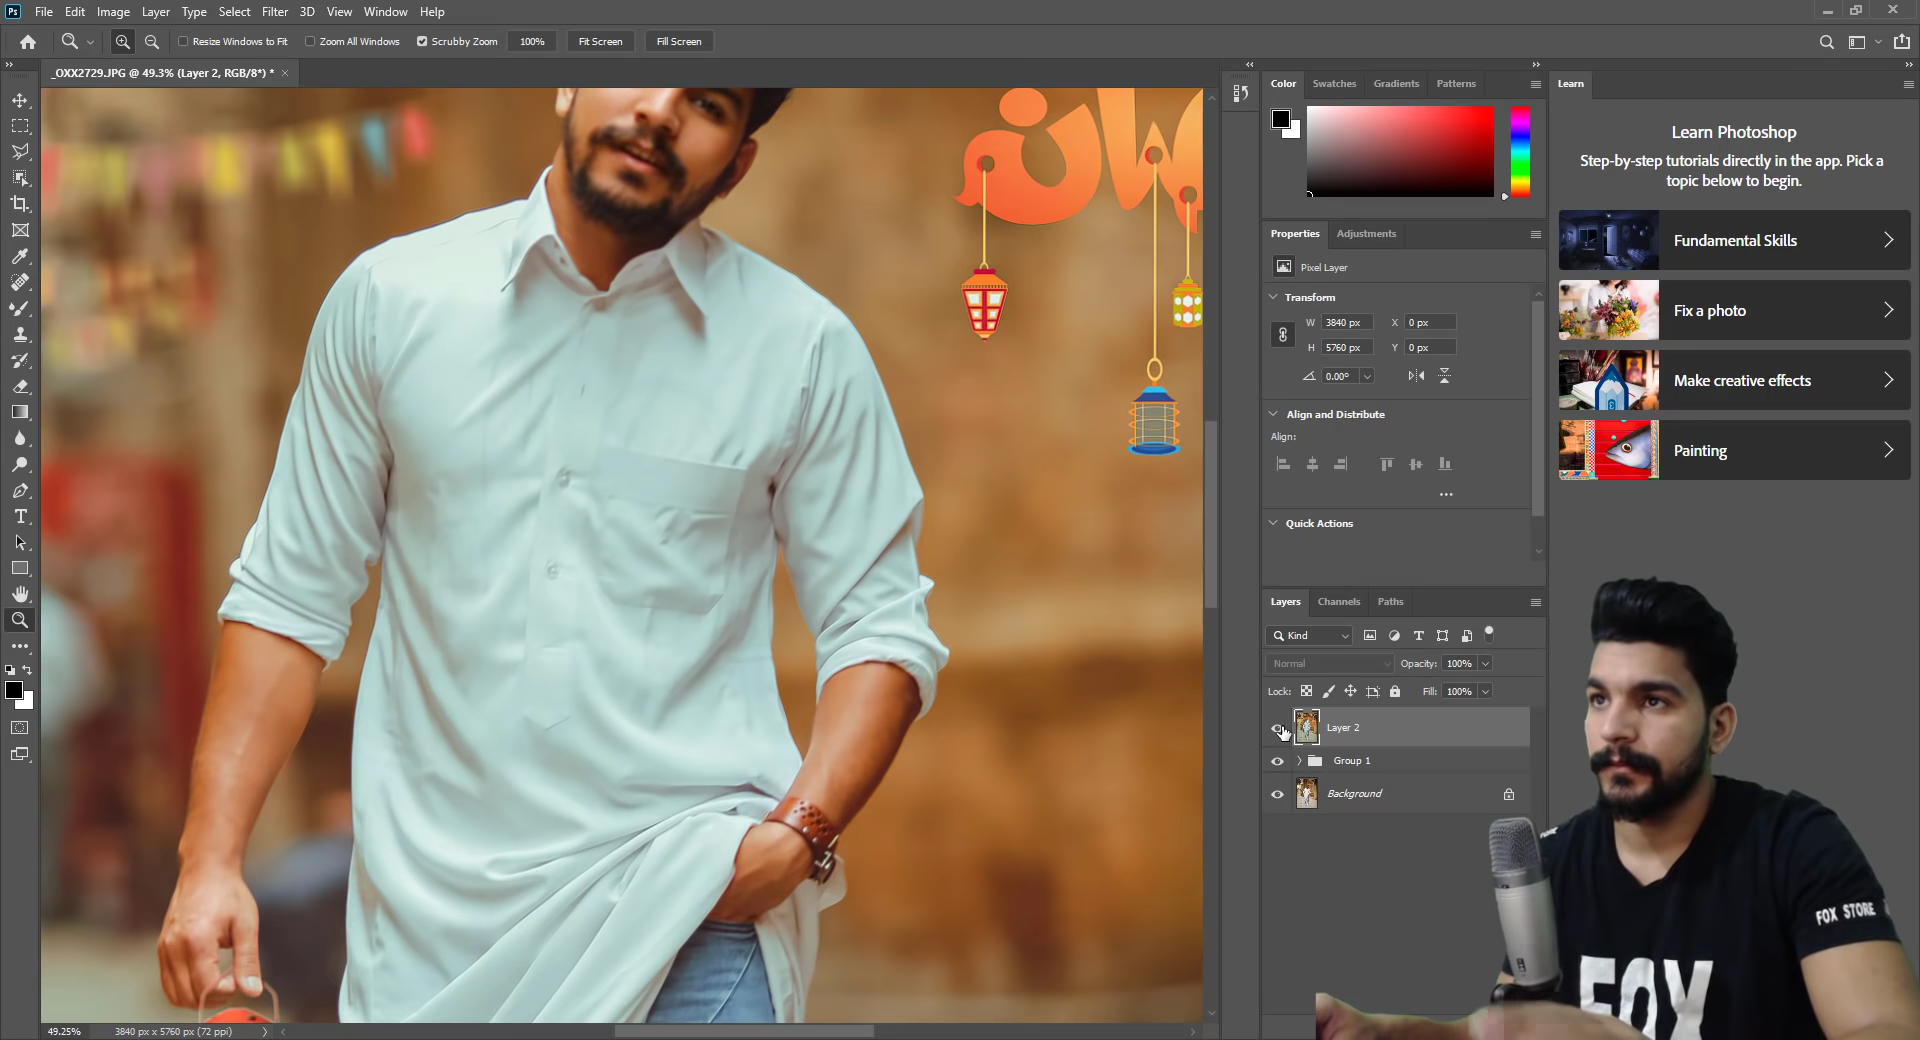 Ps File Edit Image Layer Type Select Filter 3D View Window Help
Resize Windows to Fit Zoom All Windows Scrubby Zoom 100% Fit Screen Fill Screen
_OXX2729.JPG @ 49.3% (Layer 2, RGB/8*) *
Color Swatches Gradients Patterns
Learn
Learn Photoshop
Step-by-step tutorials directly in the app. Pick a
topic below to begin.
Fundamental Skills
Fix a photo
Make creative effects
Painting
Properties Adjustments
Pixel Layer
Transform
W 3840 px X 0 px
H 5760 px Y 0 px
0.00°
Align and Distribute
Align:
Quick Actions
Layers Channels Paths
Kind
Normal Opacity: 100%
Lock: Fill: 100%
Layer 2
Group 1
Background
FOX STORE
FOX
49.25% 3840 px x 5760 px (72 ppi)